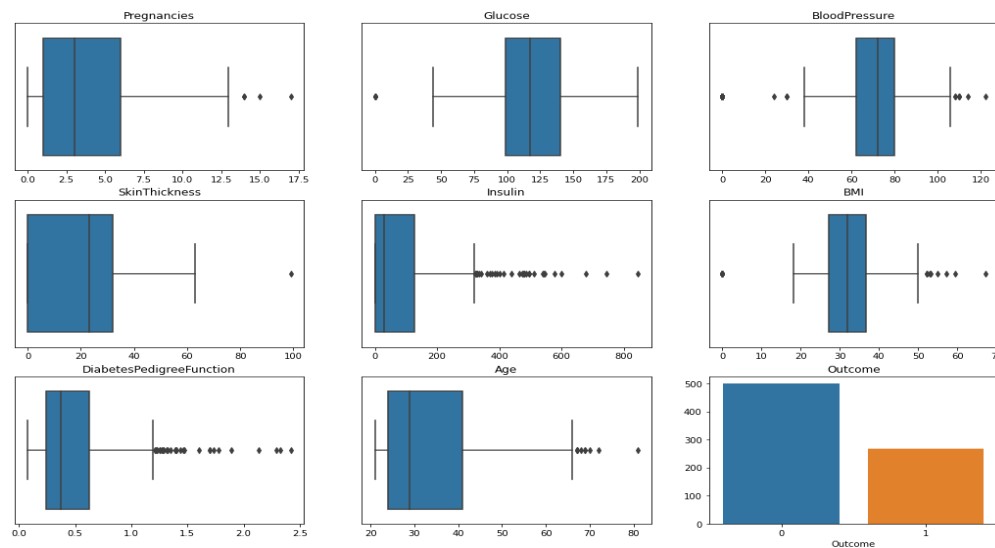 Pregnancies
0.0 2.5 5.0 7.5 10.0 12.5 15.0 17.5
Glucose
0 25 50 75 100 125 150 175 200
BloodPressure
0 20 40 60 80 100 120
SkinThickness
0 20 40 60 80 100
Insulin
0 200 400 600 800
BMI
0 10 20 30 40 50 60
DiabetesPedigreeFunction
0.0 0.5 1.0 1.5 2.0 2.5
Age
20 30 40 50 60 70 80
Outcome
500
400
300
200
100
0
0 1
Outcome